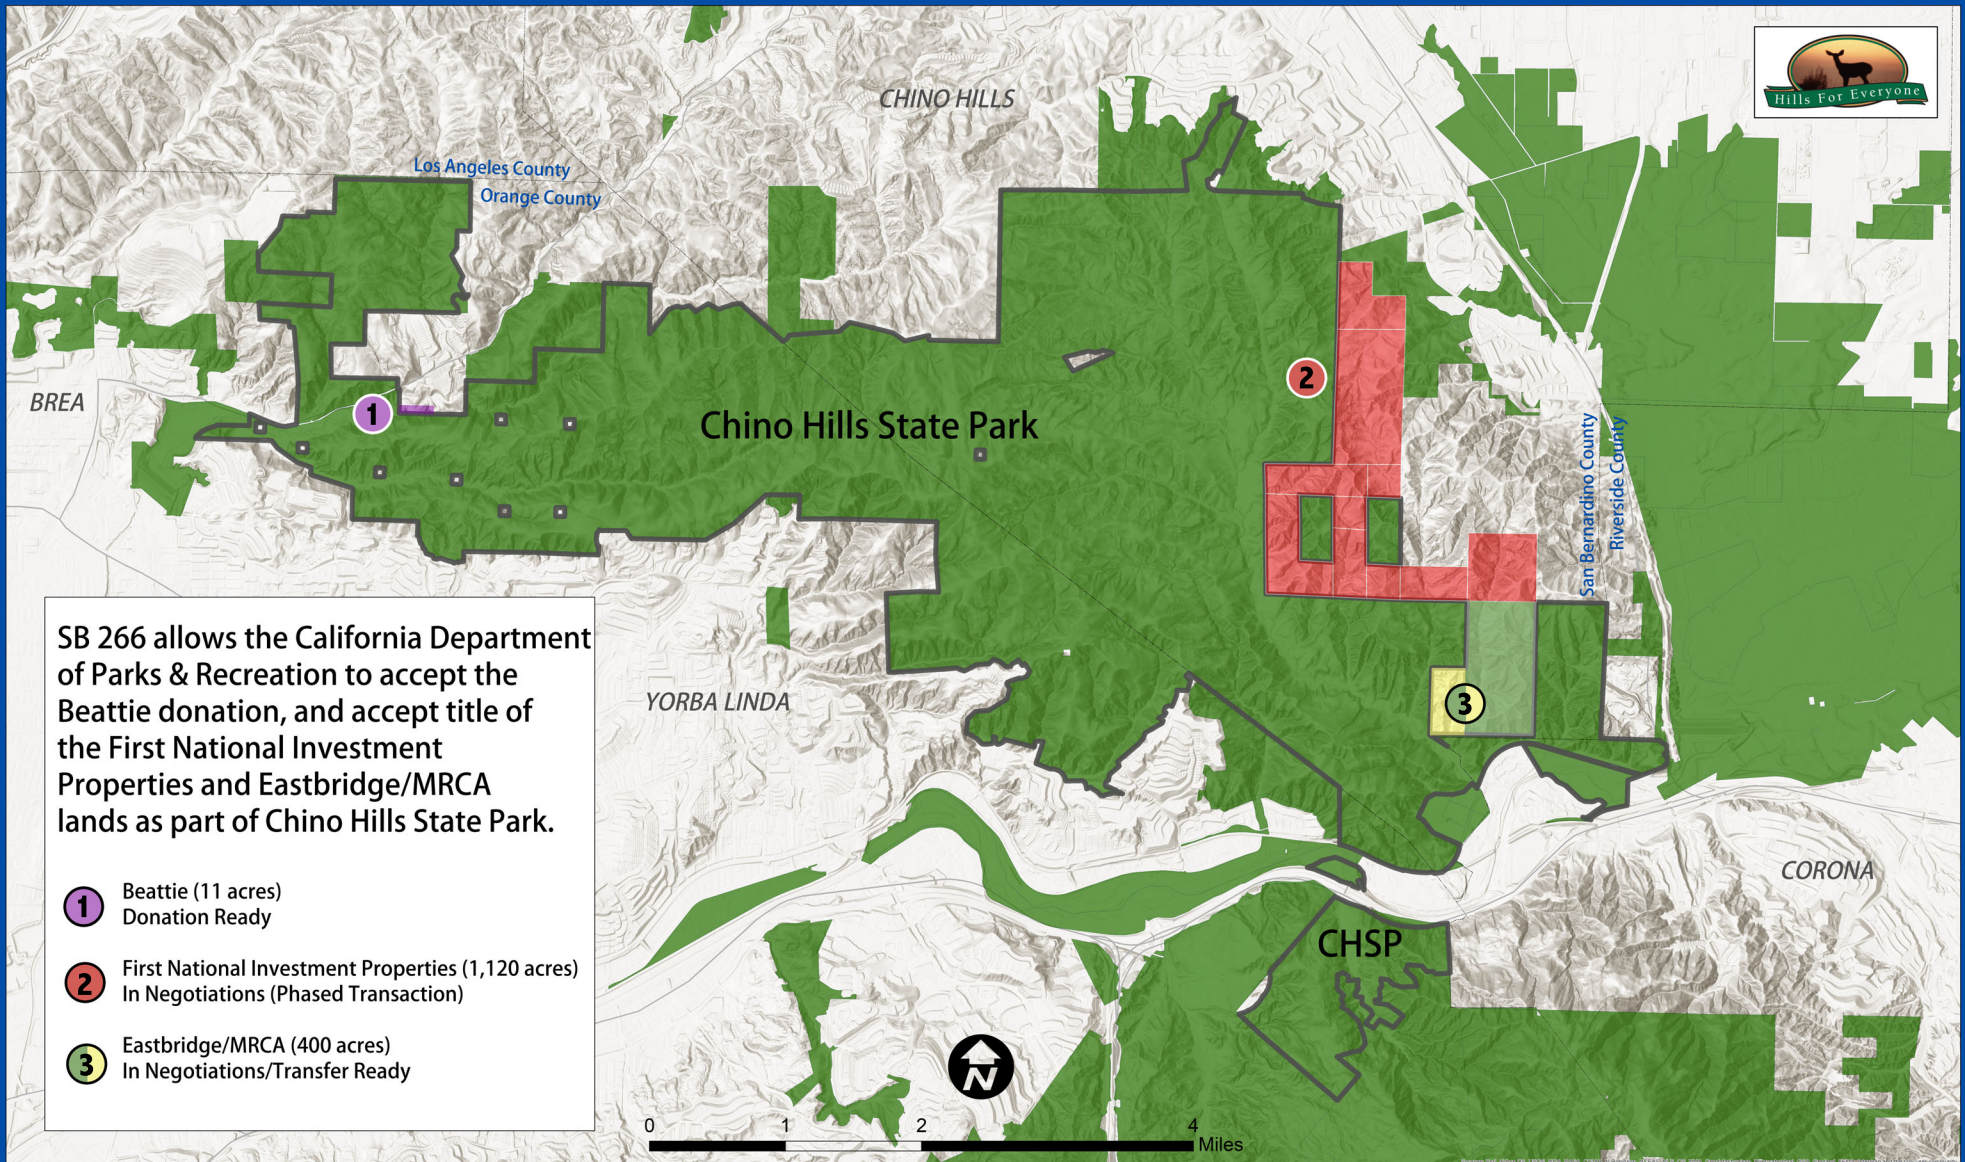 CHINO HILLS
Hills For Everyone
Los Angeles County
Orange County
BREA
1
2
Chino Hills State Park
San Bernardino County
Riverside County
SB 266 allows the California Department
of Parks & Recreation to accept the
Beattie donation, and accept title of
the First National Investment
Properties and Eastbridge/MRCA
lands as part of Chino Hills State Park.
YORBA LINDA
3
CORONA
1
Beattie (11 acres)
Donation Ready
CHSP
2
First National Investment Properties (1,120 acres)
In Negotiations (Phased Transaction)
3
Eastbridge/MRCA (400 acres)
In Negotiations/Transfer Ready
N
0 1 2 4
Miles